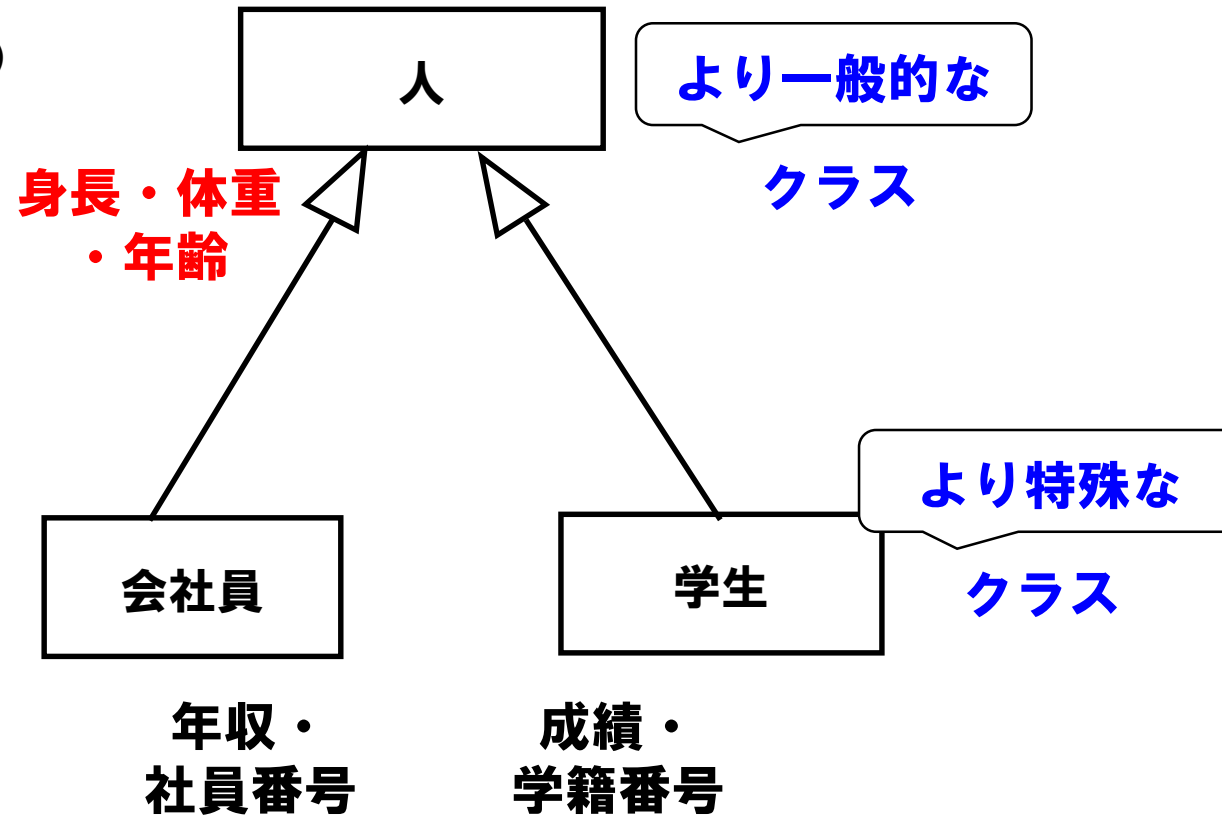 人
より一般的な
クラス
身長・体重
・年齢
より特殊な
クラス
会社員
学生
年収・
社員番号
成績・
学籍番号